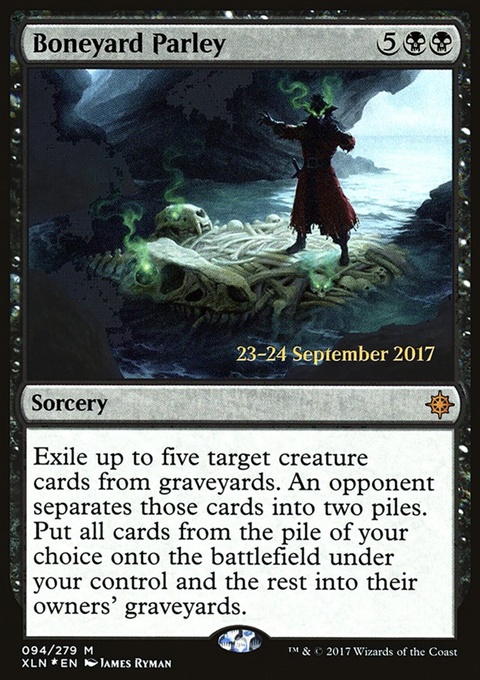 Boneyard Parley 5
23–24 September 2017
Sorcery
Exile up to five target creature
cards from graveyards. An opponent
separates those cards into two piles.
Put all cards from the pile of your
choice onto the battlefield under
your control and the rest into their
owners' graveyards.
094/279 M
XLN★EN JAMES RYMAN
™ & © 2017 Wizards of the Coast